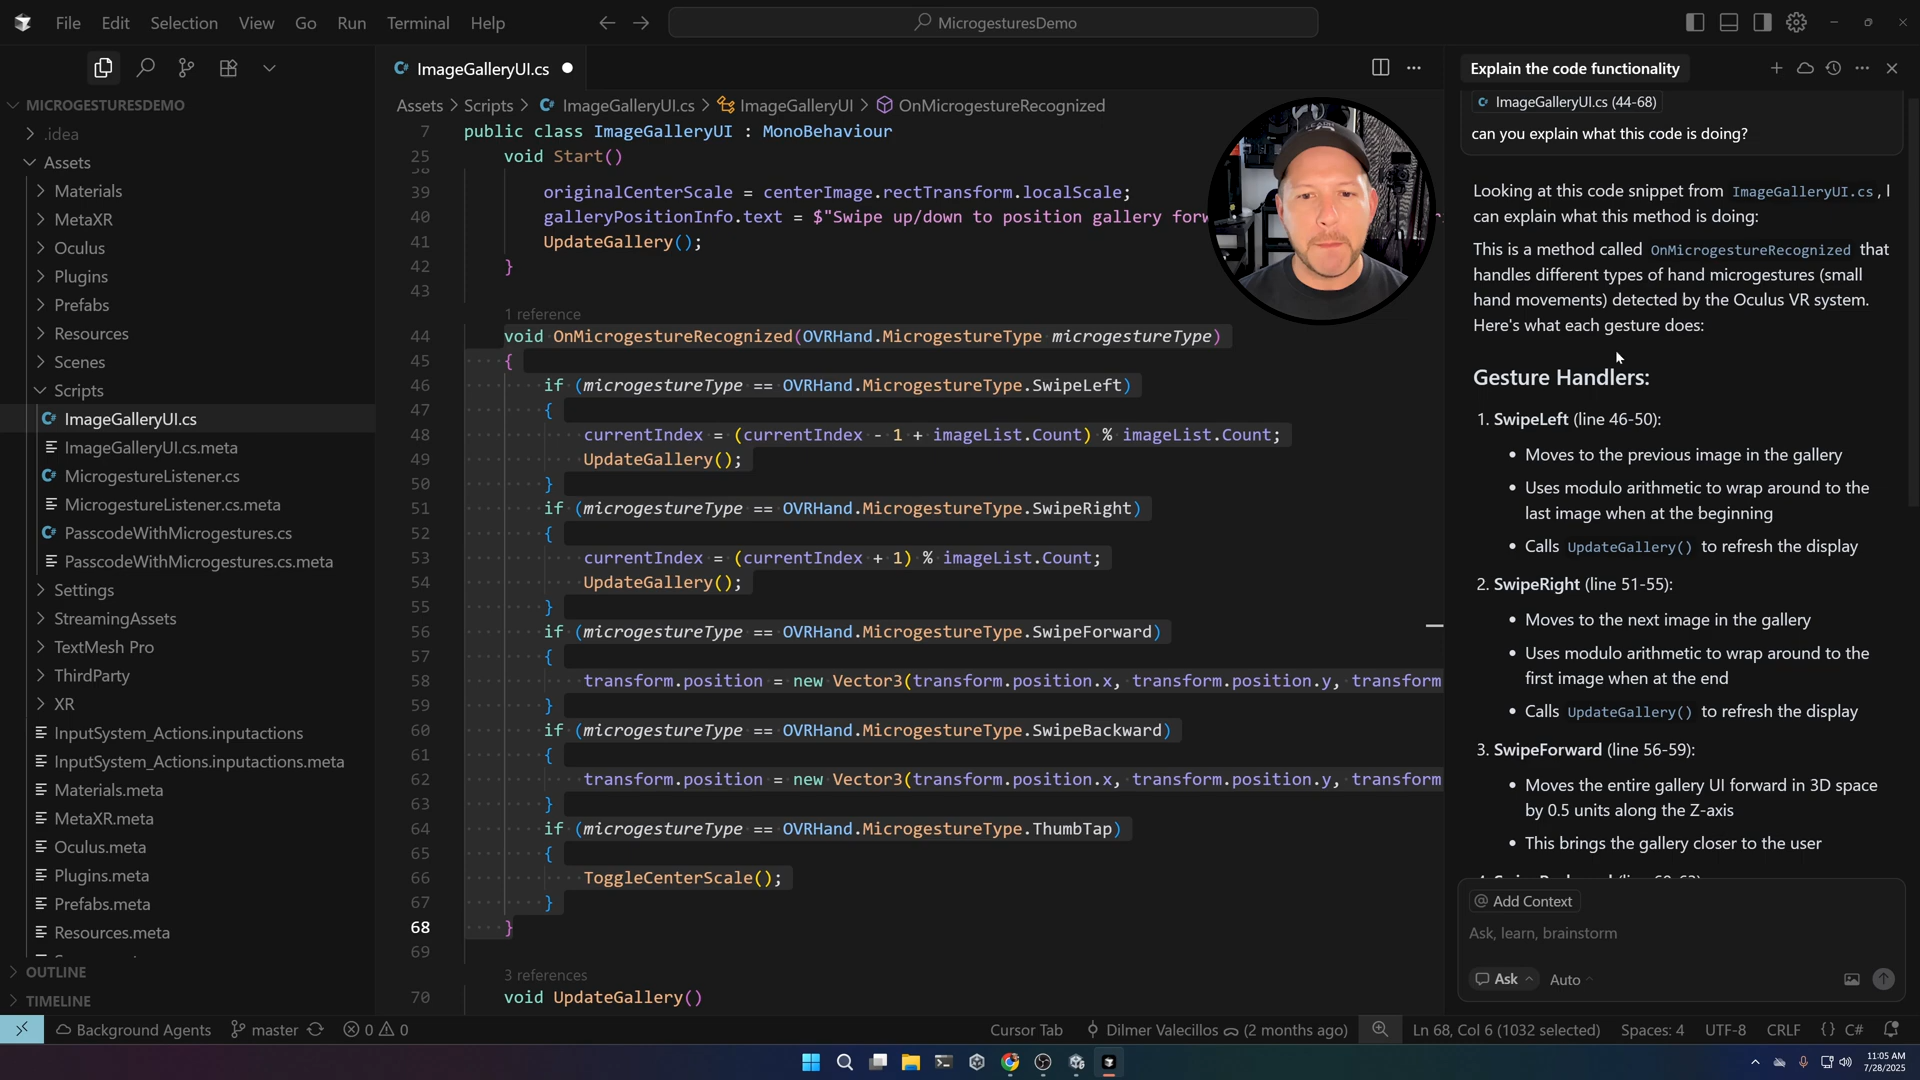 File Edit Selection View Go Run Terminal Help
MicrogesturesDemo
MICROGESTURESDEMO
.idea
Assets
Materials
MetaXR
Oculus
Plugins
Prefabs
Resources
Scenes
Scripts
ImageGalleryUI.cs
ImageGalleryUI.cs.meta
MicrogestureListener.cs
MicrogestureListener.cs.meta
PasscodeWithMicrogestures.cs
PasscodeWithMicrogestures.cs.meta
Settings
StreamingAssets
TextMesh Pro
ThirdParty
XR
InputSystem_Actions.inputactions
InputSystem_Actions.inputactions.meta
Materials.meta
MetaXR.meta
Oculus.meta
Plugins.meta
Prefabs.meta
Resources.meta
OUTLINE
TIMELINE
ImageGalleryUI.cs
Assets > Scripts > ImageGalleryUI.cs > ImageGalleryUI > OnMicrogestureRecognized
7 public class ImageGalleryUI : MonoBehaviour
25 void Start()
39 originalCenterScale = centerImage.rectTransform.localScale;
40 galleryPositionInfo.text = $"Swipe up/down to position gallery
41 UpdateGallery();
42 }
43
1 reference
44 void OnMicrogestureRecognized(OVRHand.MicrogestureType microgestureType)
45 {
46 if (microgestureType == OVRHand.MicrogestureType.SwipeLeft)
47 {
48 currentIndex = (currentIndex - 1 + imageList.Count) % imageList.Count;
49 UpdateGallery();
50 }
51 if (microgestureType == OVRHand.MicrogestureType.SwipeRight)
52 {
53 currentIndex = (currentIndex + 1) % imageList.Count;
54 UpdateGallery();
55 }
56 if (microgestureType == OVRHand.MicrogestureType.SwipeForward)
57 {
58 transform.position = new Vector3(transform.position.x, transform.position.y, transform
59 }
60 if (microgestureType == OVRHand.MicrogestureType.SwipeBackward)
61 {
62 transform.position = new Vector3(transform.position.x, transform.position.y, transform
63 }
64 if (microgestureType == OVRHand.MicrogestureType.ThumbTap)
65 {
66 ToggleCenterScale();
67 }
68 }
69
3 references
70 void UpdateGallery()
Explain the code functionality
ImageGalleryUI.cs (44-68)
can you explain what this code is doing?
Looking at this code snippet from ImageGalleryUI.cs, I
can explain what this method is doing:
This is a method called OnMicrogestureRecognized that
handles different types of hand microgestures (small
hand movements) detected by the Oculus VR system.
Here's what each gesture does:
Gesture Handlers:
1. SwipeLeft (line 46-50):
• Moves to the previous image in the gallery
• Uses modulo arithmetic to wrap around to the
last image when at the beginning
• Calls UpdateGallery() to refresh the display
2. SwipeRight (line 51-55):
• Moves to the next image in the gallery
• Uses modulo arithmetic to wrap around to the
first image when at the end
• Calls UpdateGallery() to refresh the display
3. SwipeForward (line 56-59):
• Moves the entire gallery UI forward in 3D space
by 0.5 units along the Z-axis
• This brings the gallery closer to the user
@ Add Context
Ask, learn, brainstorm
Ask Auto
Background Agents master 0 0 Cursor Tab Dilmer Valecillos (2 months ago) Ln 68, Col 6 (1032 selected) Spaces: 4 UTF-8 CRLF {} C#
11:05 AM
7/28/2025